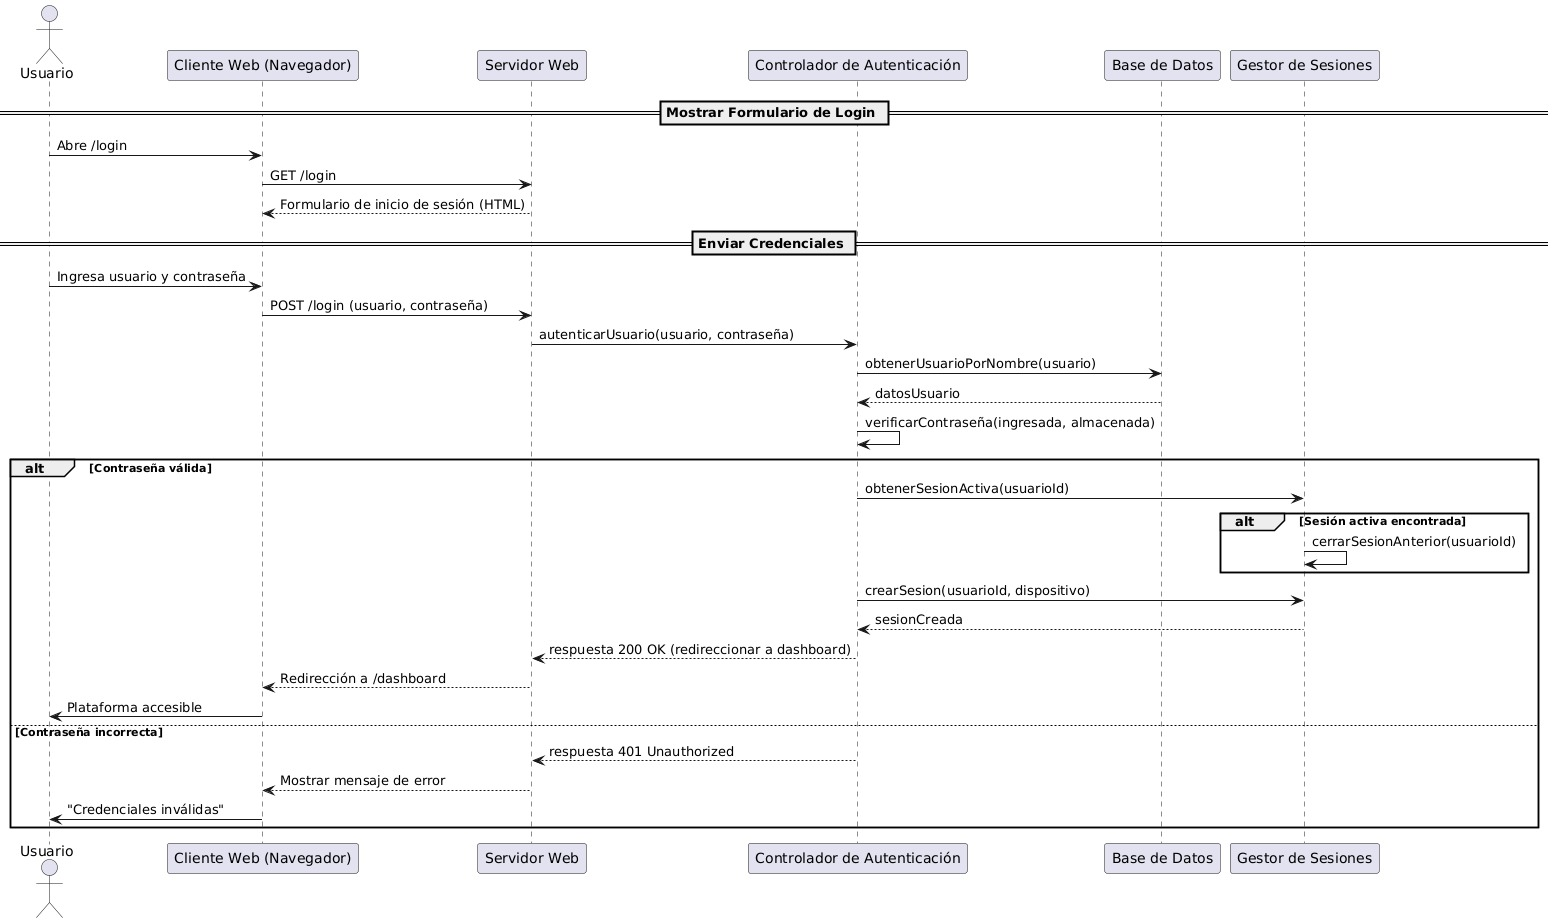 Usuario
Cliente Web (Navegador)
Servidor Web
Controlador de Autenticación
Base de Datos
Gestor de Sesiones
Mostrar Formulario de Login
Abre /login
GET /login
Formulario de inicio de sesión (HTML)
Enviar Credenciales
Ingresa usuario y contraseña
POST /login (usuario, contraseña)
autenticarUsuario(usuario, contraseña)
obtenerUsuarioPorNombre(usuario)
datosUsuario
verificarContraseña(ingresada, almacenada)
alt [Contraseña válida]
obtenerSesionActiva(usuarioId)
alt [Sesión activa encontrada]
cerrarSesionAnterior(usuarioId)
crearSesion(usuarioId, dispositivo)
sesionCreada
respuesta 200 OK (redireccionar a dashboard)
Redirección a /dashboard
Plataforma accesible
[Contraseña incorrecta]
respuesta 401 Unauthorized
Mostrar mensaje de error
"Credenciales inválidas"
Usuario
Cliente Web (Navegador)
Servidor Web
Controlador de Autenticación
Base de Datos
Gestor de Sesiones